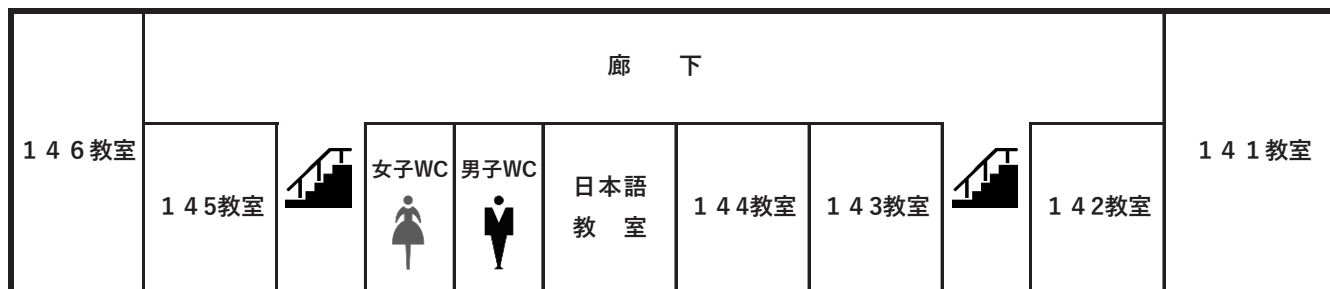 廊　下
１４６教室
１４５教室
女子WC
男子WC
日本語
教　室
１４４教室
１４３教室
１４２教室
１４１教室